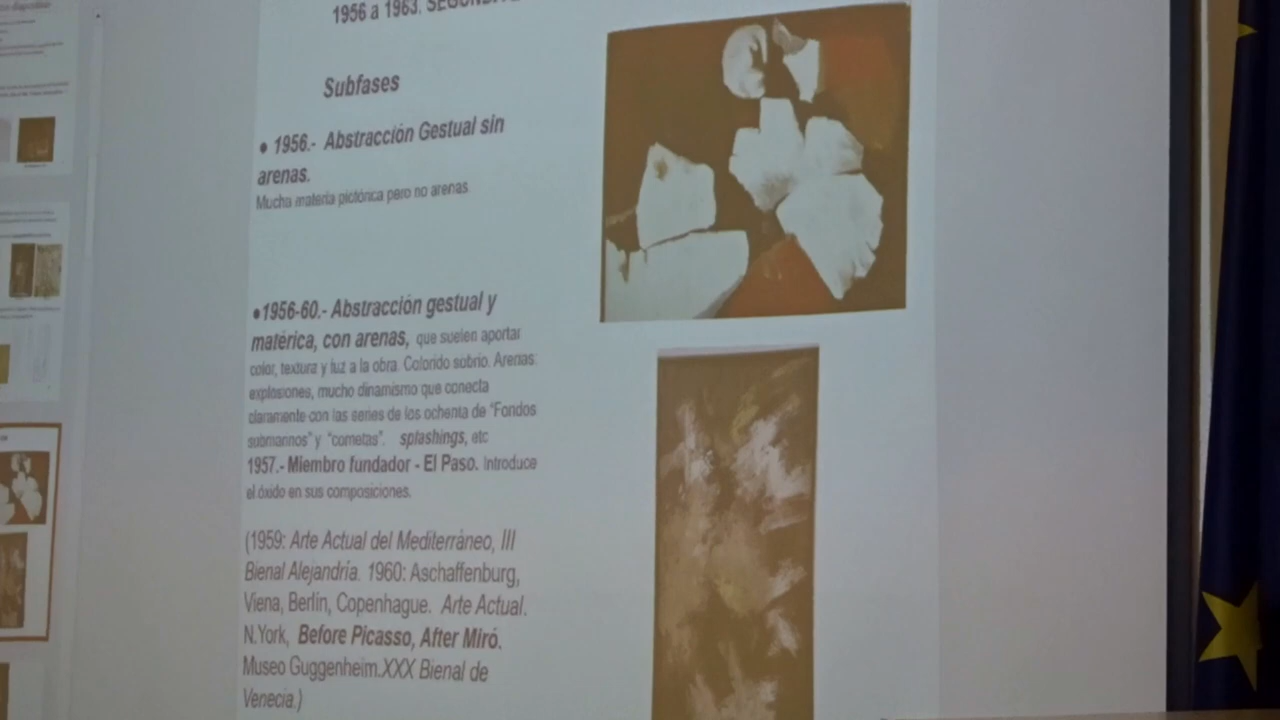 1956 a 1963. SEGUNDA
Subfases
● 1956.- Abstracción Gestual sin
arenas.
Mucha materia pictórica pero no arenas.
●1956-60.- Abstracción gestual y
matérica, con arenas, que suelen aportar
color, textura y luz a la obra. Colorido sobrio. Arenas:
explosiones, mucho dinamismo que conecta
claramente con las series de los ochenta de "Fondos
submarinos" y "cometas". splashings, etc
1957.- Miembro fundador - El Paso. Introduce
el óxido en sus composiciones.
(1959: Arte Actual del Mediterráneo, III
Bienal Alejandría. 1960: Aschaffenburg,
Viena, Berlín, Copenhague. Arte Actual.
N.York, Before Picasso, After Miró.
Museo Guggenheim.XXX Bienal de
Venecia.)